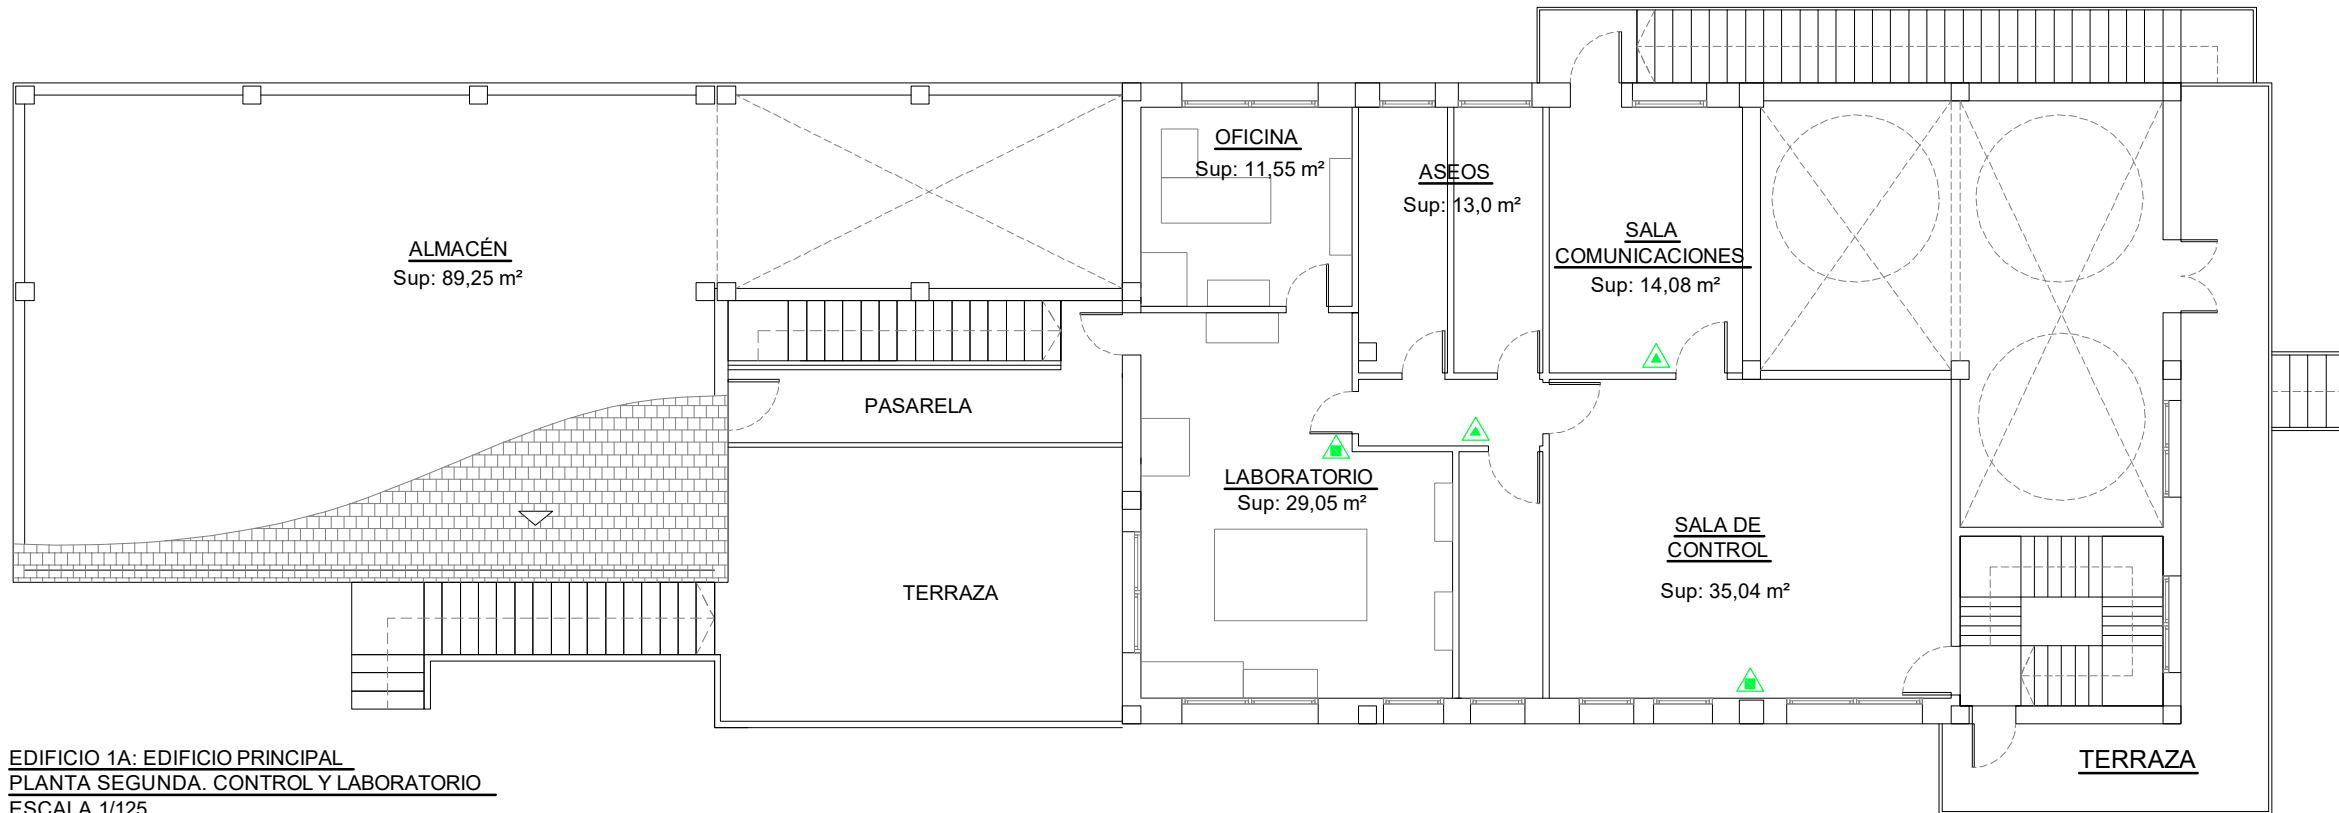 OFICINA
Sup: 11,55 m²
ASEOS
Sup: 13,0 m²
ALMACÉN
Sup: 89,25 m²
SALA
COMUNICACIONES
Sup: 14,08 m²
PASARELA
LABORATORIO
Sup: 29,05 m²
SALA DE
CONTROL
Sup: 35,04 m²
TERRAZA
TERRAZA
EDIFICIO 1A: EDIFICIO PRINCIPAL
PLANTA SEGUNDA. CONTROL Y LABORATORIO
ESCALA 1/125